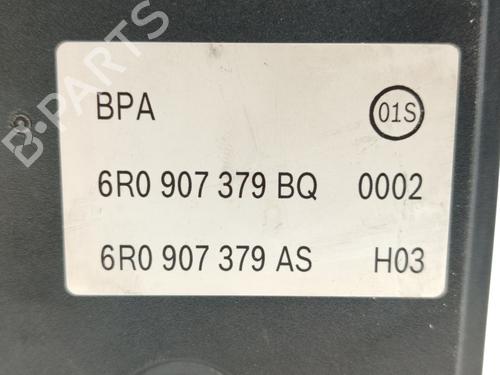 BPA 01S
6R0 907 379 BQ 0002
6R0 907 379 AS H03
B-PARTS